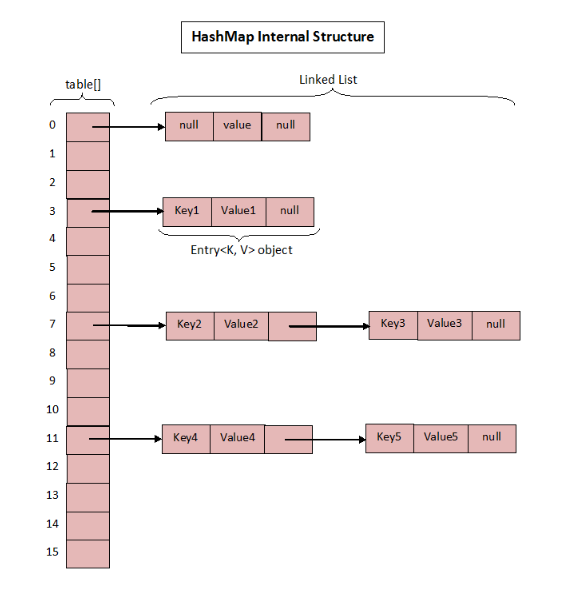 HashMap Internal Structure
table[]
Linked List
0
null value null
1
2
3
Key1 Value1 null
4
Entry<K, V> object
5
6
7
Key2 Value2
Key3 Value3 null
8
9
10
11
Key4 Value4
Key5 Value5 null
12
13
14
15